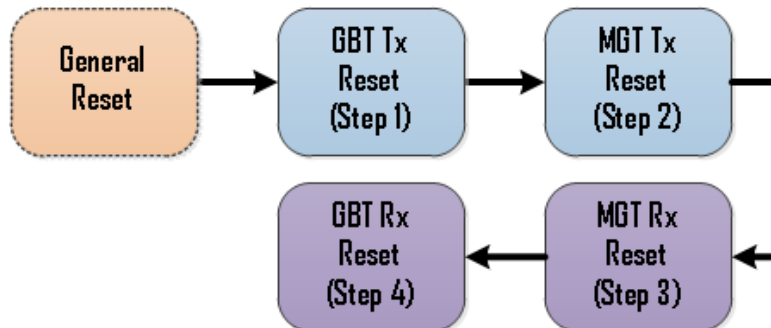 General
Reset
GBT Tx
Reset
(Step 1)
MGT Tx
Reset
(Step 2)
MGT Rx
Reset
(Step 3)
GBT Rx
Reset
(Step 4)